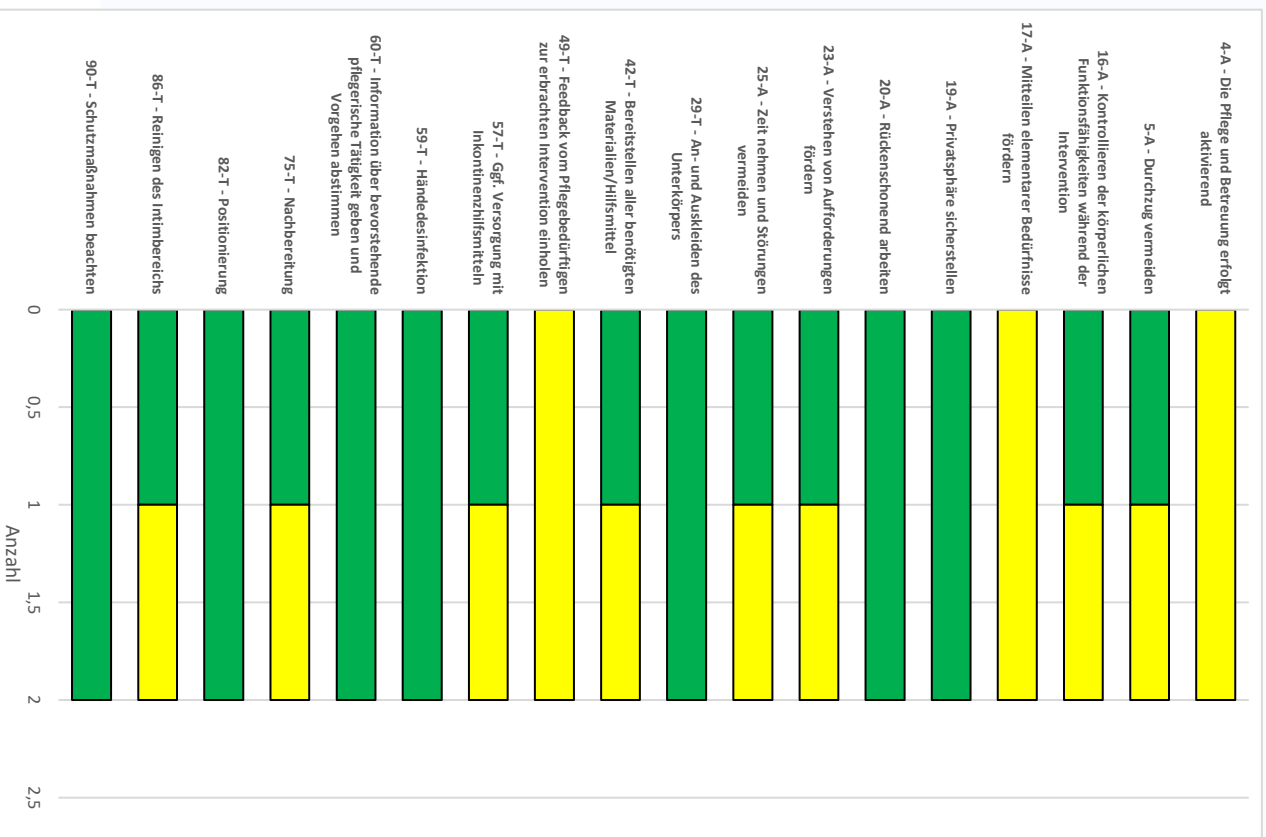 4-A - Die Pflege und Betreuung erfolgt
aktivierend
5-A - Durchzug vermeiden
16-A - Kontrollieren der körperlichen
Funktionsfähigkeiten während der
Intervention
17-A - Mitteilen elementarer Bedürfnisse
fördern
19-A - Privatsphäre sicherstellen
20-A - Rückenschonend arbeiten
23-A - Verstehen von Aufforderungen
fördern
25-A - Zeit nehmen und Störungen
vermeiden
29-T - An- und Auskleiden des
Unterkörpers
42-T - Bereitstellen aller benötigten
Materialien/Hilfsmittel
49-T - Feedback vom Pflegebedürftigen
zur erbrachten Intervention einholen
57-T - Ggf. Versorgung mit
Inkontinenzhilfsmitteln
59-T - Händedesinfektion
60-T - Information über bevorstehende
pflegerische Tätigkeit geben und
Vorgehen abstimmen
75-T - Nachbereitung
82-T - Positionierung
86-T - Reinigen des Intimbereichs
90-T - Schutzmaßnahmen beachten
0
0,5
1
1,5
2
2,5
Anzahl